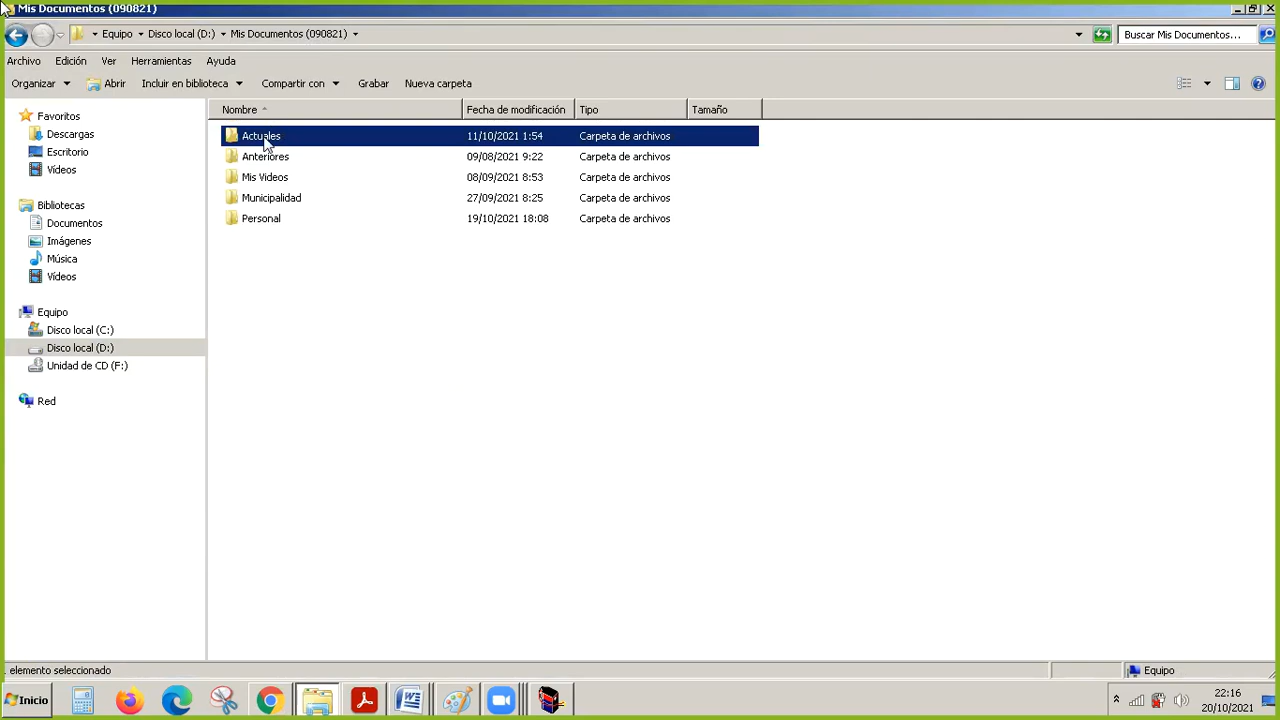 Mis Documentos (090821)
Equipo Disco local (D:) Mis Documentos (090821) Buscar Mis Documentos...
Archivo Edición Ver Herramientas Ayuda
Organizar Abrir Incluir en biblioteca Compartir con Grabar Nueva carpeta
Nombre Fecha de modificación Tipo Tamaño
Favoritos
Descargas
Escritorio
Vídeos
Bibliotecas
Documentos
Imágenes
Música
Vídeos
Equipo
Disco local (C:)
Disco local (D:)
Unidad de CD (F:)
Red
Actuales 11/10/2021 1:54 Carpeta de archivos
Anteriores 09/08/2021 9:22 Carpeta de archivos
Mis Videos 08/09/2021 8:53 Carpeta de archivos
Municipalidad 27/09/2021 8:25 Carpeta de archivos
Personal 19/10/2021 18:08 Carpeta de archivos
elemento seleccionado Equipo
Inicio 22:16
20/10/2021